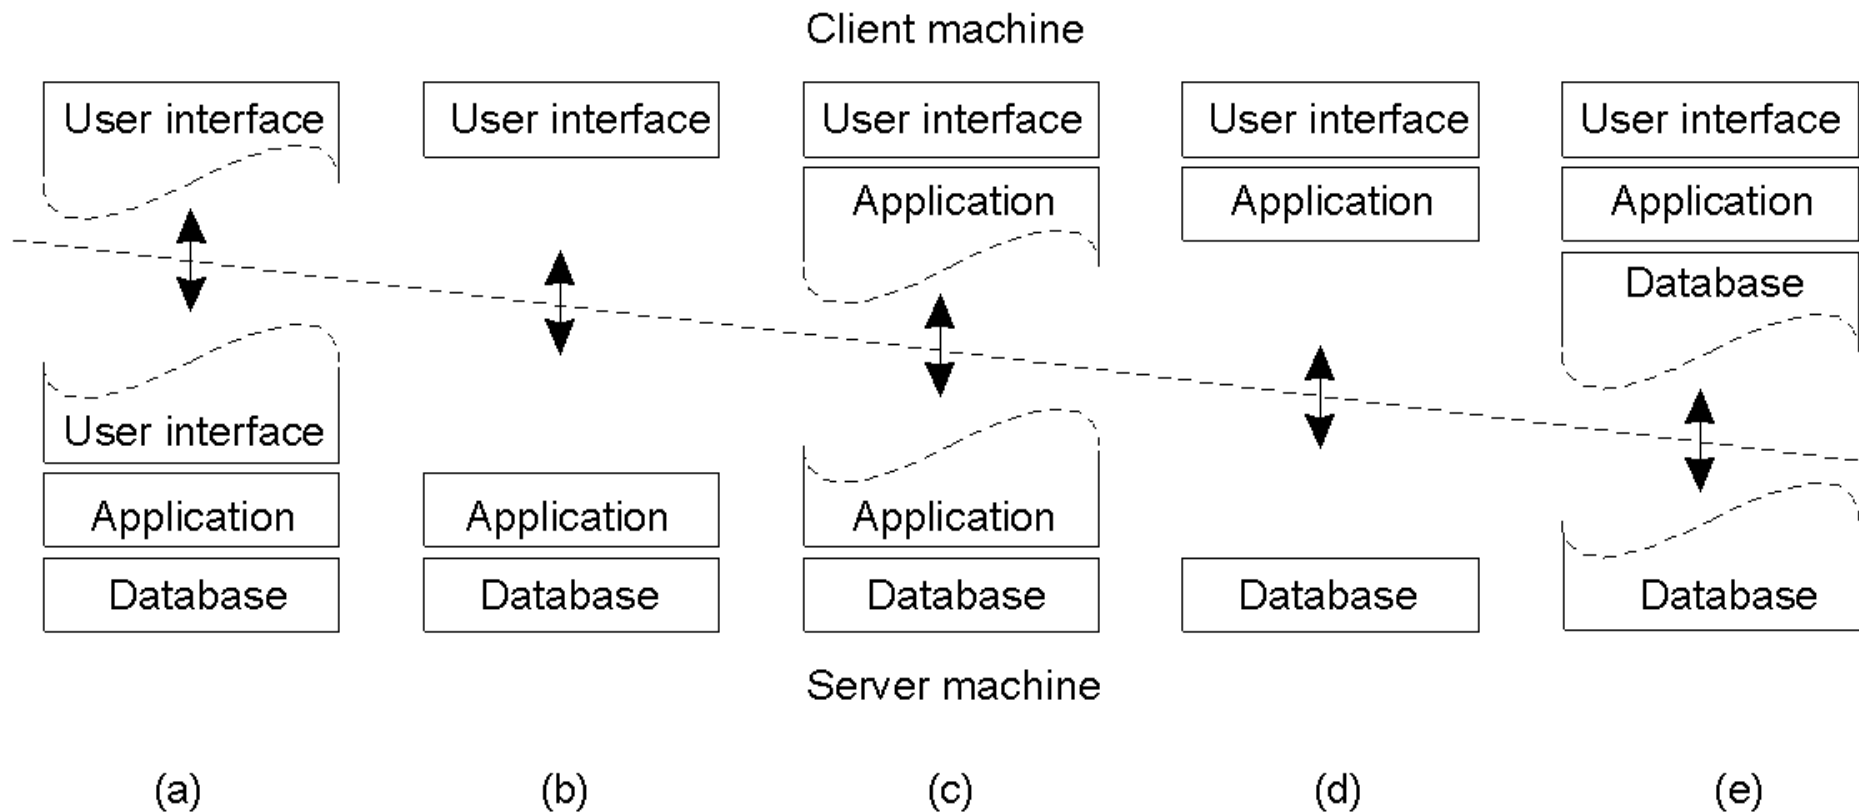 Client machine
User interface
User interface
User interface
User interface
User interface
Application
Application
Application
Database
User interface
Application
Application
Application
Database
Database
Database
Database
Database
Server machine
(a)
(b)
(c)
(d)
(e)